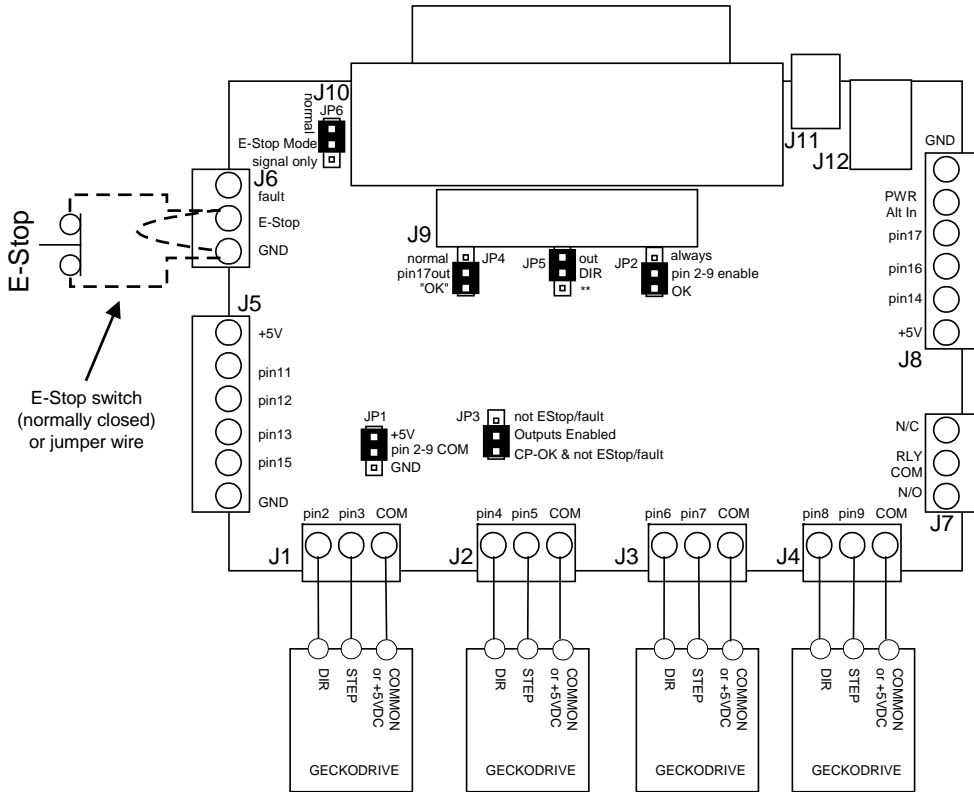 J10
normal
JP6
E-Stop Mode
signal only
J11
J12
J6
fault
E-Stop
GND
E-Stop
J9
normal
pin17out
"OK"
JP4
JP5
out
DIR
**
JP2
always
pin 2-9 enable
OK
GND
PWR
Alt In
pin17
pin16
pin14
+5V
J8
J5
+5V
pin11
pin12
pin13
pin15
GND
E-Stop switch
(normally closed)
or jumper wire
JP1
+5V
pin 2-9 COM
GND
JP3
not EStop/fault
Outputs Enabled
CP-OK & not EStop/fault
N/C
RLY
COM
N/O
J7
pin2 pin3 COM
J1
pin4 pin5 COM
J2
pin6 pin7 COM
J3
pin8 pin9 COM
J4
DIR
STEP
COMMON
or +5VDC
GECKODRIVE
DIR
STEP
COMMON
or +5VDC
GECKODRIVE
DIR
STEP
COMMON
or +5VDC
GECKODRIVE
DIR
STEP
COMMON
or +5VDC
GECKODRIVE